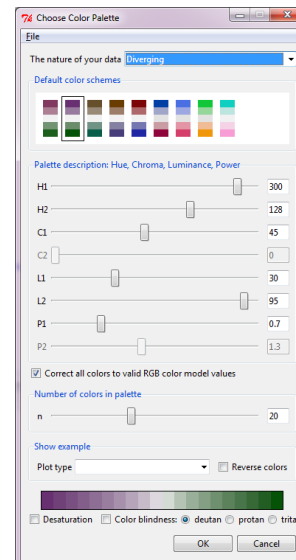 Choose Color Palette
File
The nature of your data Diverging
Default color schemes
Palette description: Hue, Chroma, Luminance, Power
H1 300
H2 128
C1 45
C2 0
L1 30
L2 95
P1 0.7
P2 1.3
Correct all colors to valid RGB color model values
Number of colors in palette
n 20
Show example
Plot type Reverse colors
Desaturation Color blindness: deutan protan trita
OK Cancel